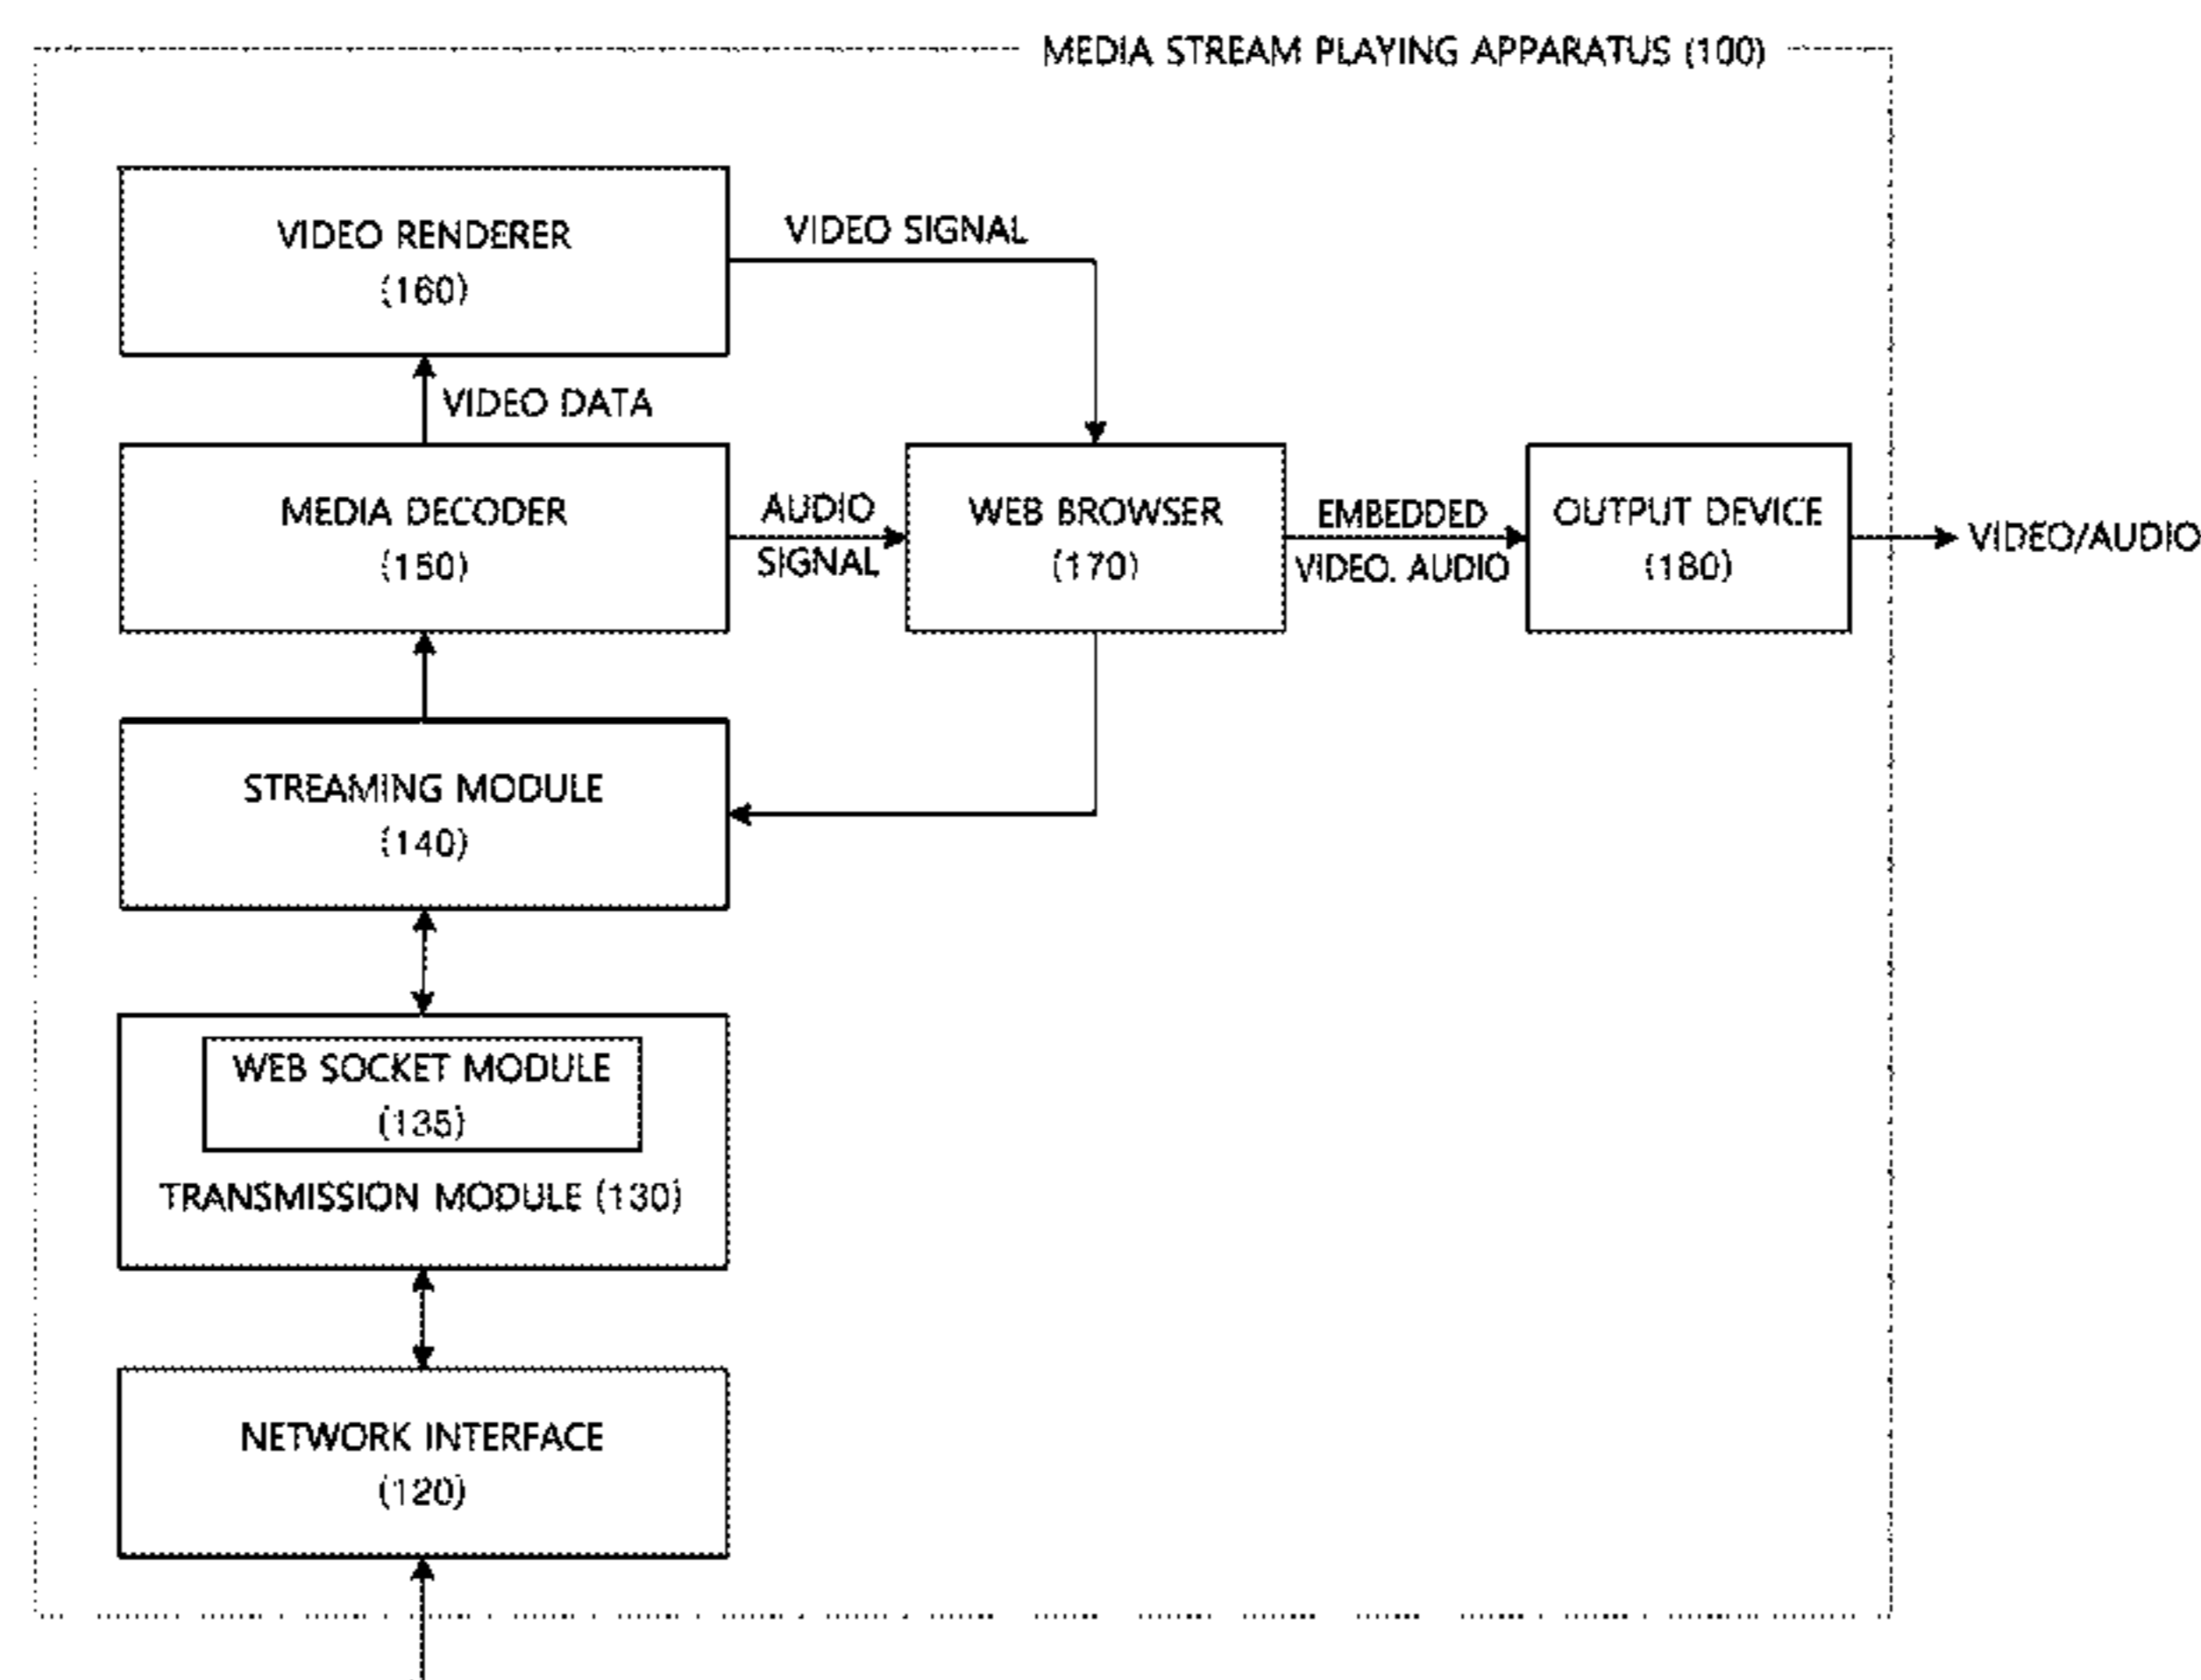 MEDIA STREAM PLAYING APPARATUS (100)
VIDEO RENDERER
(160)
VIDEO SIGNAL
VIDEO DATA
MEDIA DECODER
(150)
AUDIO
SIGNAL
WEB BROWSER
(170)
EMBEDDED
VIDEO. AUDIO
OUTPUT DEVICE
(180)
VIDEO/AUDIO
STREAMING MODULE
(140)
WEB SOCKET MODULE
(135)
TRANSMISSION MODULE (130)
NETWORK INTERFACE
(120)